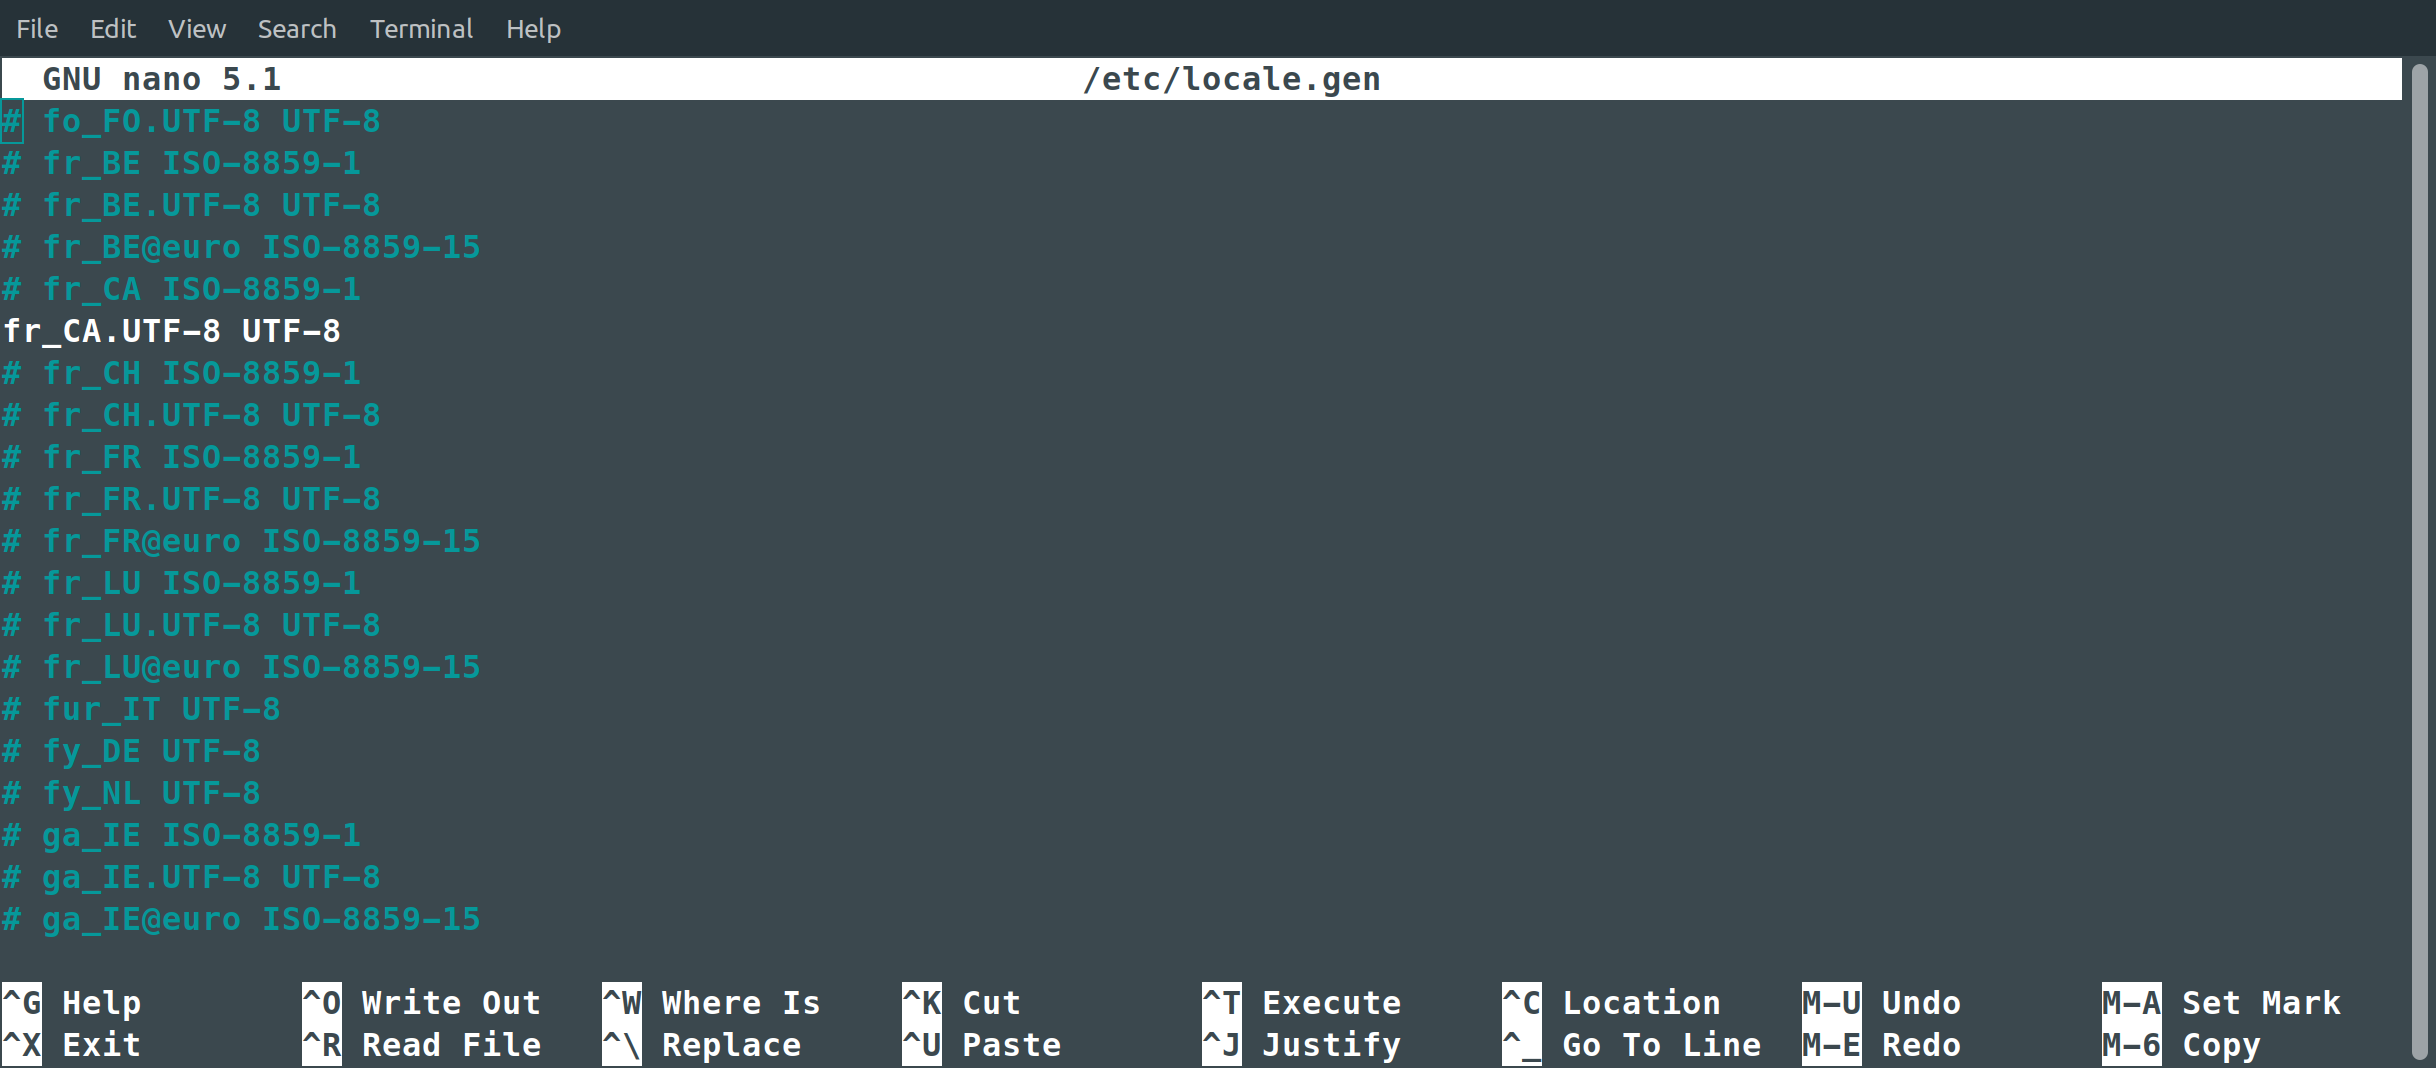 File Edit View Search Terminal Help
GNU nano 5.1 /etc/locale.gen
# fo_FO.UTF-8 UTF-8
# fr_BE ISO-8859-1
# fr_BE.UTF-8 UTF-8
# fr_BE@euro ISO-8859-15
# fr_CA ISO-8859-1
fr_CA.UTF-8 UTF-8
# fr_CH ISO-8859-1
# fr_CH.UTF-8 UTF-8
# fr_FR ISO-8859-1
# fr_FR.UTF-8 UTF-8
# fr_FR@euro ISO-8859-15
# fr_LU ISO-8859-1
# fr_LU.UTF-8 UTF-8
# fr_LU@euro ISO-8859-15
# fur_IT UTF-8
# fy_DE UTF-8
# fy_NL UTF-8
# ga_IE ISO-8859-1
# ga_IE.UTF-8 UTF-8
# ga_IE@euro ISO-8859-15
^G Help ^O Write Out ^W Where Is ^K Cut ^T Execute ^C Location M-U Undo M-A Set Mark
^X Exit ^R Read File ^\ Replace ^U Paste ^J Justify ^_ Go To Line M-E Redo M-6 Copy